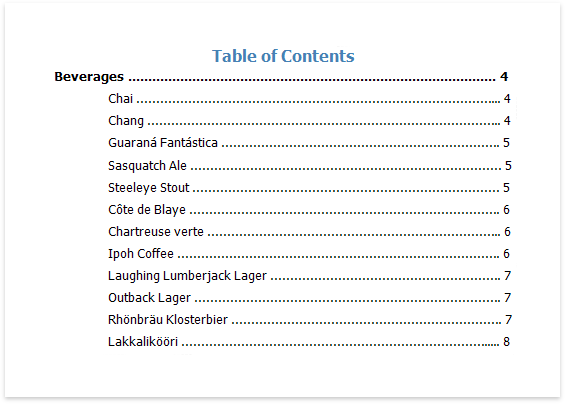 Table of Contents
Beverages ........................................................................................ 4
Chai ........................................................................................ 4
Chang ...................................................................................... 4
Guaraná Fantástica .................................................................... 5
Sasquatch Ale ........................................................................... 5
Steeleye Stout .......................................................................... 5
Côte de Blaye ........................................................................... 6
Chartreuse verte ....................................................................... 6
Ipoh Coffee .............................................................................. 6
Laughing Lumberjack Lager ....................................................... 7
Outback Lager .......................................................................... 7
Rhönbräu Klosterbier ................................................................. 7
Lakkalikööri .............................................................................. 8